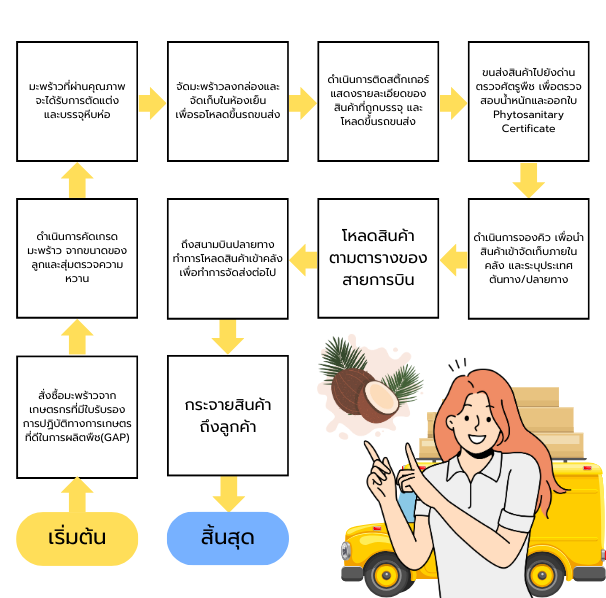 เริ่มต้น
สั่งซื้อมะพร้าวจาก
เกษตรกรที่มีใบรับรอง
การปฏิบัติทางการเกษตร
ที่ดีในการผลิตพืช(GAP)
ดำเนินการคัดเกรด
มะพร้าว จากขนาดของ
ลูกและสุ่มตรวจความ
หวาน
มะพร้าวที่ผ่านคุณภาพ
จะได้รับการตัดแต่ง
และบรรจุหีบห่อ
จัดมะพร้าวลงกล่องและ
จัดเก็บในห้องเย็น
เพื่อรอโหลดขึ้นรถขนส่ง
ดำเนินการติดสติ้กเกอร์
แสดงรายละเอียดของ
สินค้าที่ถูกบรรจุ และ
โหลดขึ้นรถขนส่ง
ขนส่งสินค้าไปยังด่าน
ตรวจศัตรูพืช เพื่อตรวจ
สอบน้ำหนักและออกใบ
Phytosanitary
Certificate
ดำเนินการจองคิว เพื่อนำ
สินค้าเข้าจัดเก็บภายใน
คลัง และระบุประเทศ
ต้นทาง/ปลายทาง
โหลดสินค้า
ตามตารางของ
สายการบิน
ถึงสนามบินปลายทาง
ทำการโหลดสินค้าเข้าคลัง
เพื่อทำการจัดส่งต่อไป
กระจายสินค้า
ถึงลูกค้า
สิ้นสุด